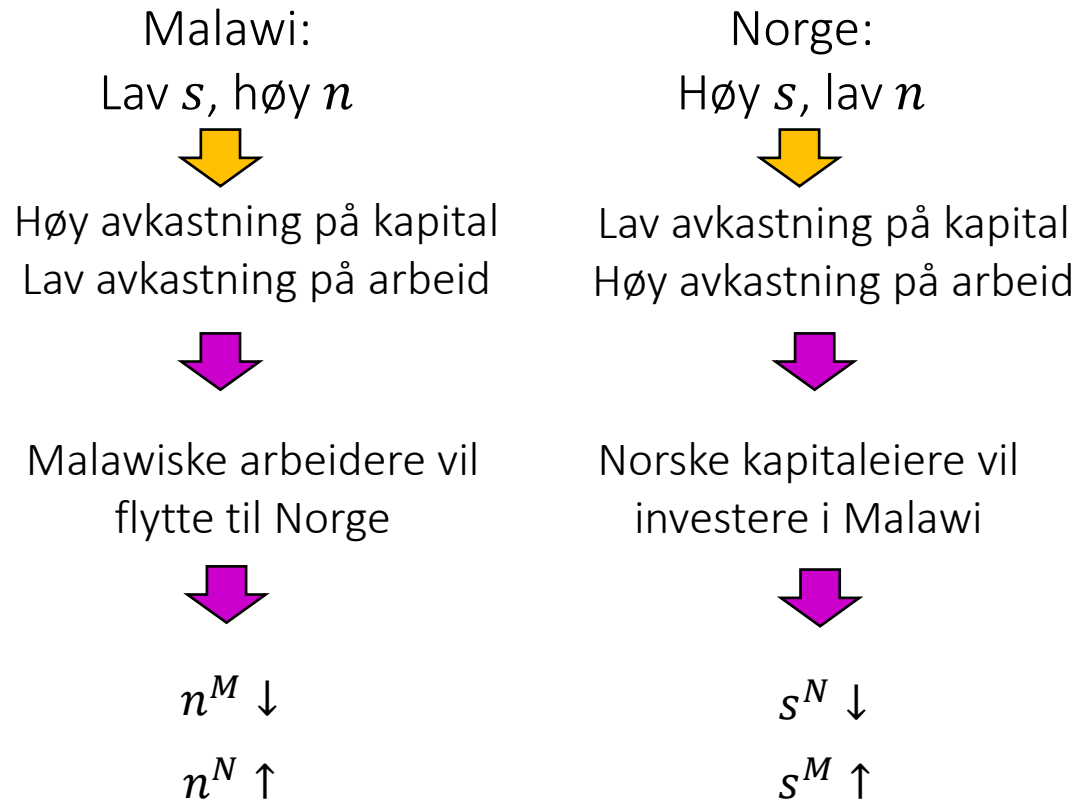 Malawi:
Lav s, høy n
Høy avkastning på kapital
Lav avkastning på arbeid
Malawiske arbeidere vil
flytte til Norge
n^M ↓
n^N ↑
Norge:
Høy s, lav n
Lav avkastning på kapital
Høy avkastning på arbeid
Norske kapitaleiere vil
investere i Malawi
s^N ↓
s^M ↑